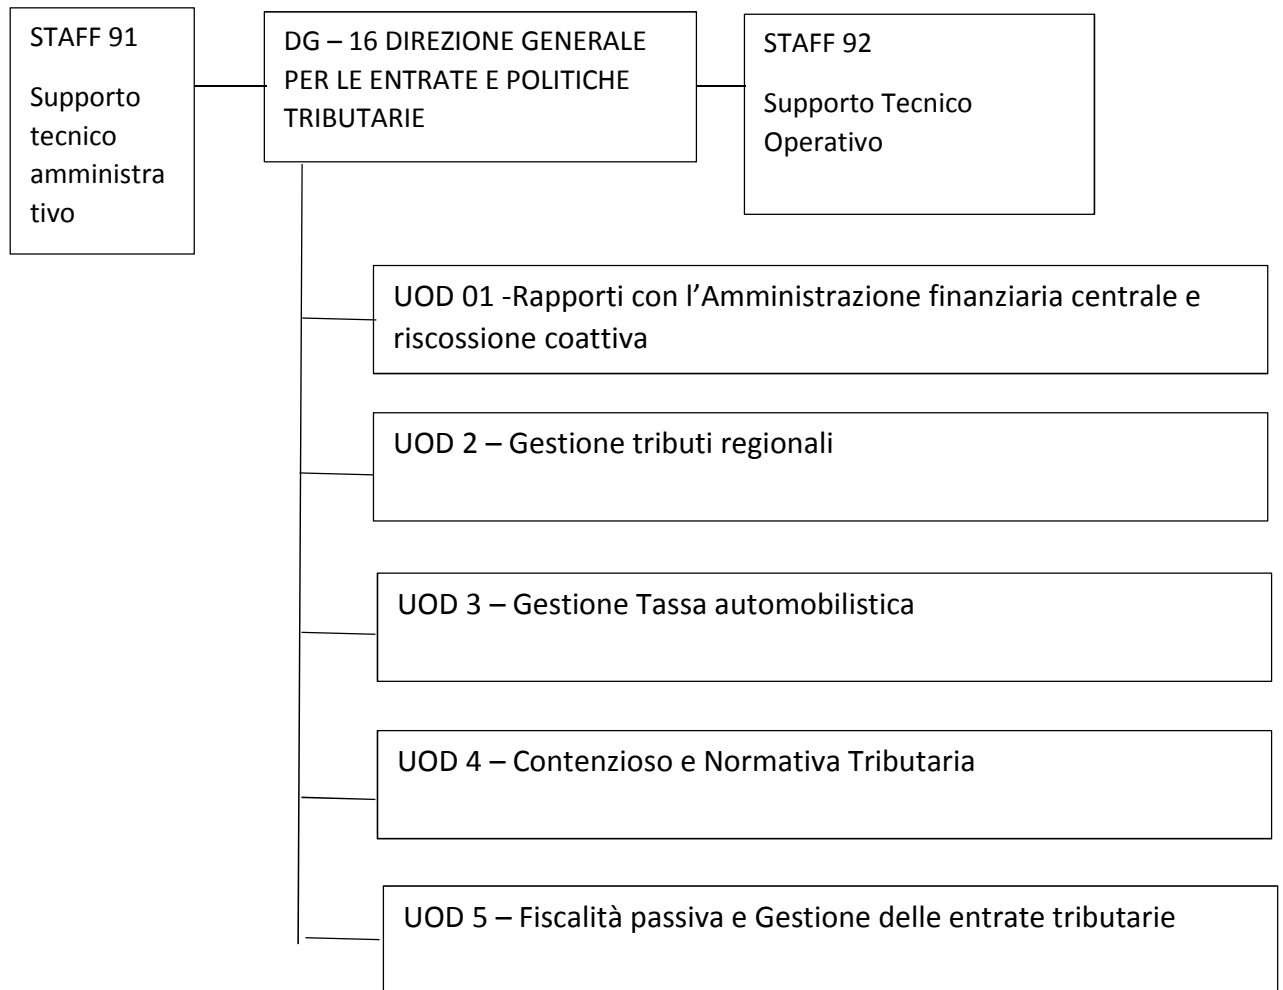 STAFF 91
Supporto
tecnico
amministra
tivo
DG – 16 DIREZIONE GENERALE
PER LE ENTRATE E POLITICHE
TRIBUTARIE
STAFF 92
Supporto Tecnico
Operativo
UOD 01 -Rapporti con l’Amministrazione finanziaria centrale e
riscossione coattiva
UOD 2 – Gestione tributi regionali
UOD 3 – Gestione Tassa automobilistica
UOD 4 – Contenzioso e Normativa Tributaria
UOD 5 – Fiscalità passiva e Gestione delle entrate tributarie